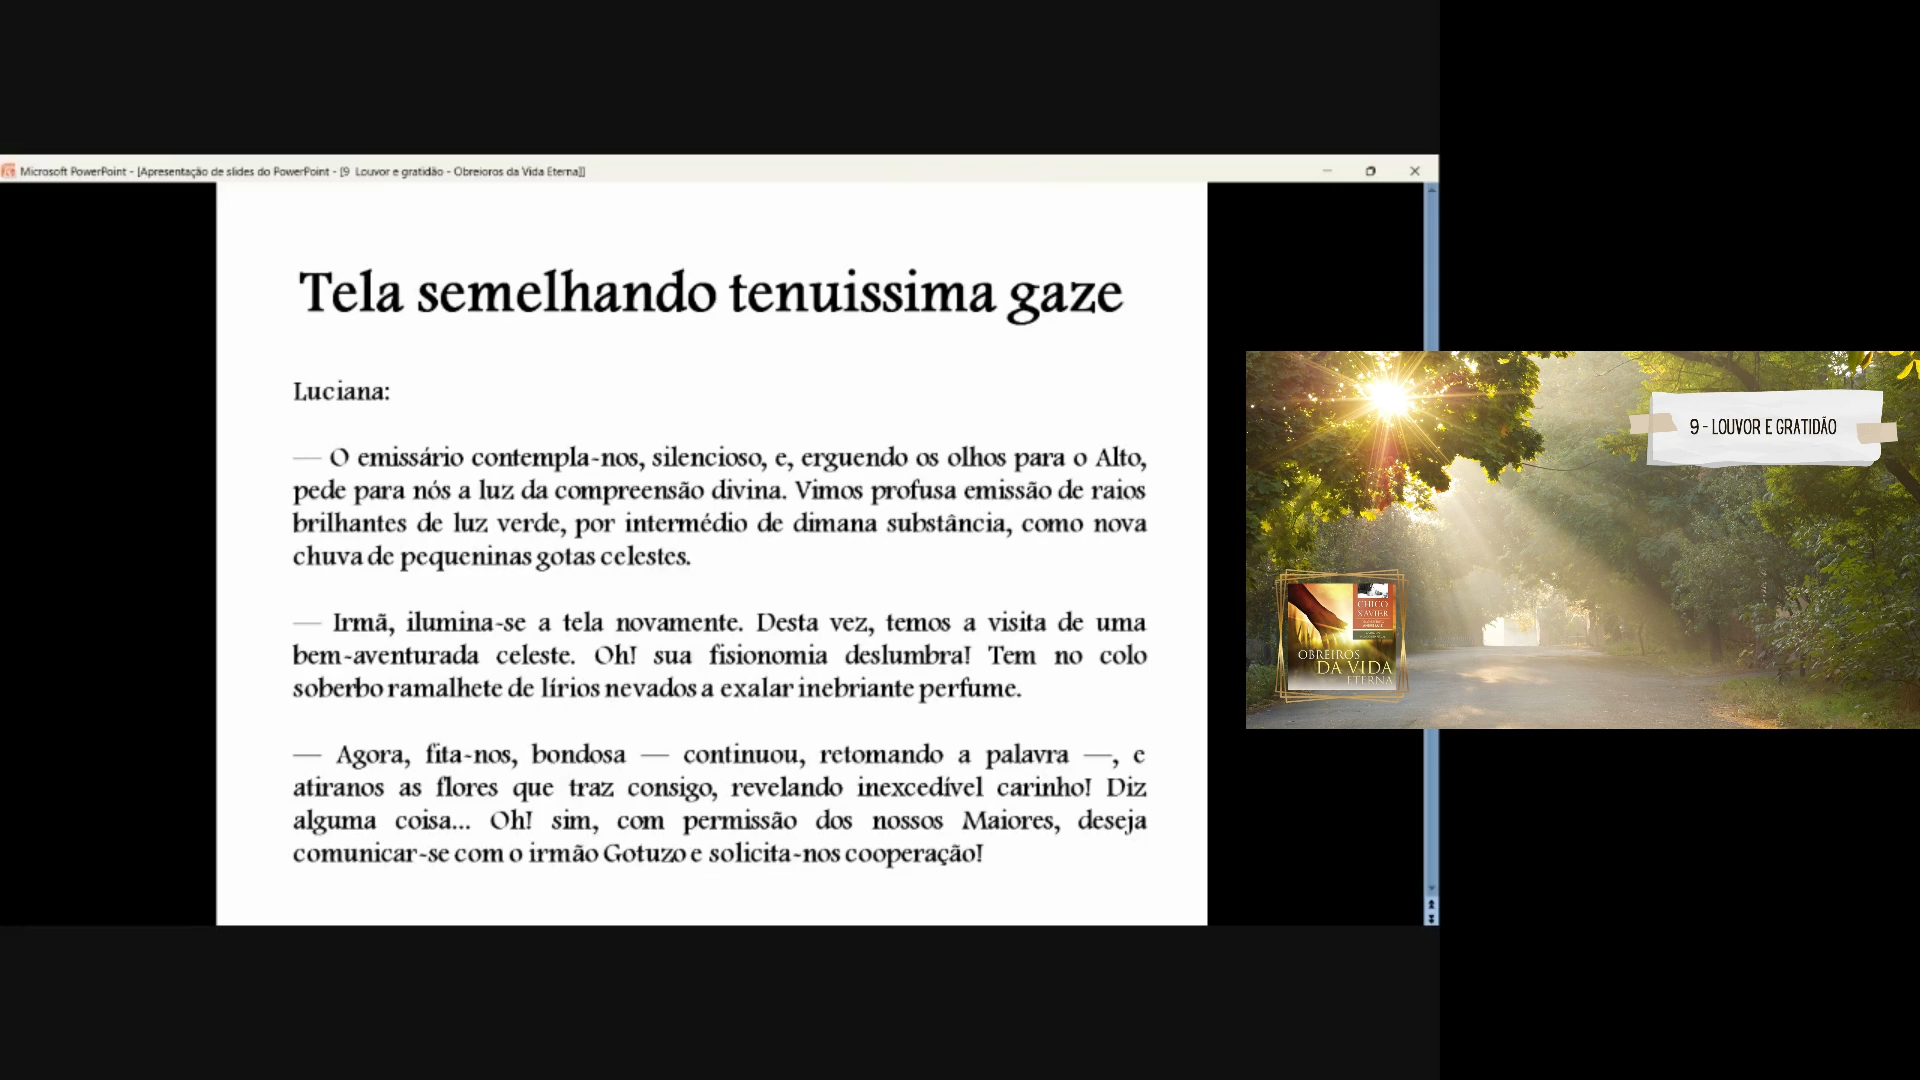 Microsoft PowerPoint - [Apresentação de slides do PowerPoint - [9 Louvor e gratidão - Obreioros da Vida Eterna]]
Tela semelhando tenuissima gaze
Luciana:
— O emissário contempla-nos, silencioso, e, erguendo os olhos para o Alto,
pede para nós a luz da compreensão divina. Vimos profusa emissão de raios
brilhantes de luz verde, por intermédio de dimana substância, como nova
chuva de pequeninas gotas celestes.
— Irmã, ilumina-se a tela novamente. Desta vez, temos a visita de uma
bem-aventurada celeste. Oh! sua fisionomia deslumbra! Tem no colo
soberbo ramalhete de lírios nevados a exalar inebriante perfume.
— Agora, fita-nos, bondosa — continuou, retomando a palavra —, e
atiranos as flores que traz consigo, revelando inexcedível carinho! Diz
alguma coisa... Oh! sim, com permissão dos nossos Maiores, deseja
comunicar-se com o irmão Gotuzo e solicita-nos cooperação!
9 - LOUVOR E GRATIDÃO
CHICO
XAVIER
OBREIROS
DA VIDA
ETERNA